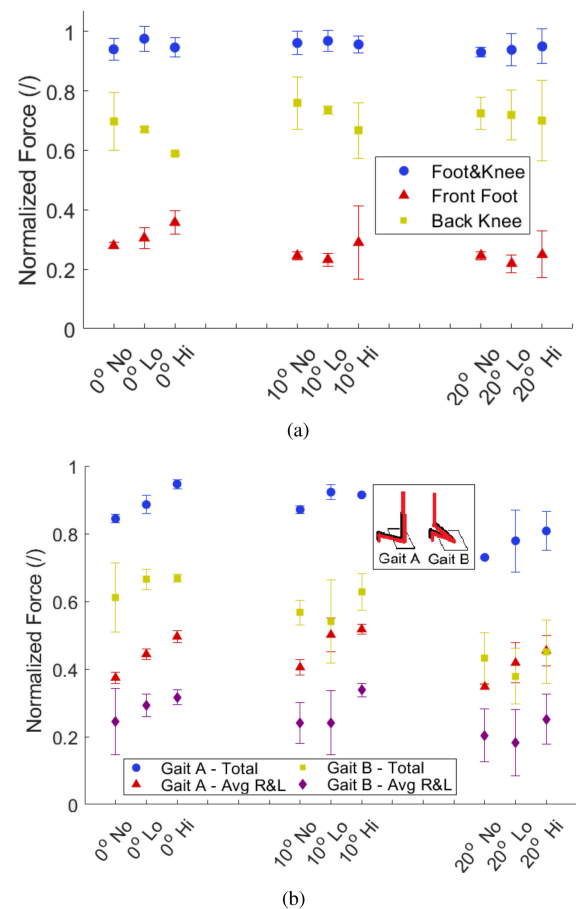 Normalized Force (/)
1
0.8
0.6
0.4
0.2
0
Foot&Knee
Front Foot
Back Knee
0° No
0° Lo
0° Hi
10° No
10° Lo
10° Hi
20° No
20° Lo
20° Hi
(a)
Normalized Force (/)
1
0.8
0.6
0.4
0.2
0
Gait A Gait B
Gait A - Total
Gait B - Total
Gait A - Avg R&L
Gait B - Avg R&L
0° No
0° Lo
0° Hi
10° No
10° Lo
10° Hi
20° No
20° Lo
20° Hi
(b)